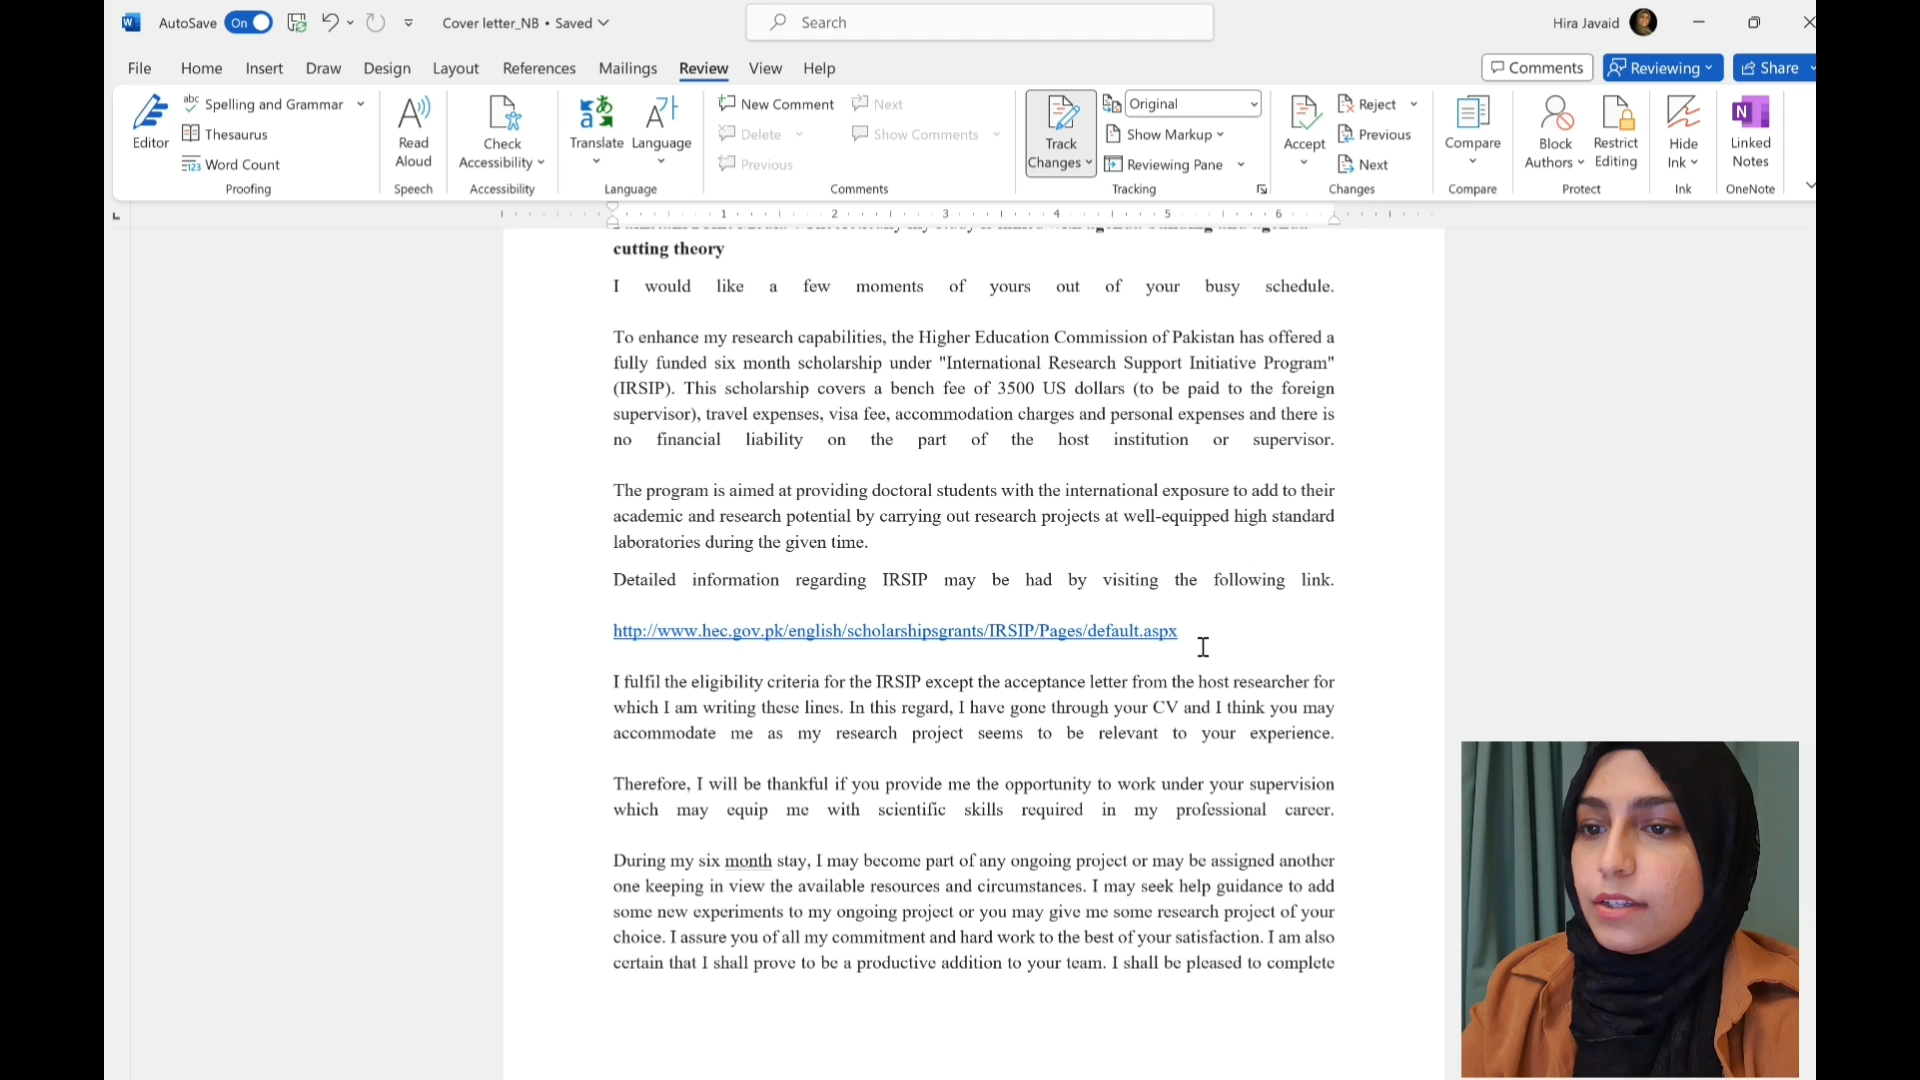 AutoSave On Cover letter_NB • Saved Search Hira Javaid
File Home Insert Draw Design Layout References Mailings Review View Help Comments Reviewing Share
Editor
abc Spelling and Grammar
Thesaurus
123 Word Count
Proofing
Read Aloud
Speech
Check Accessibility
Accessibility
Translate
Language
Language
New Comment
Delete
Previous
Next
Show Comments
Comments
Track Changes
Original
Show Markup
Reviewing Pane
Tracking
Accept
Reject
Previous
Next
Changes
Compare
Compare
Block Authors
Restrict Editing
Protect
Hide Ink
Ink
Linked Notes
OneNote
1 2 3 4 5 6
cutting theory
I would like a few moments of yours out of your busy schedule.
To enhance my research capabilities, the Higher Education Commission of Pakistan has offered a
fully funded six month scholarship under "International Research Support Initiative Program"
(IRSIP). This scholarship covers a bench fee of 3500 US dollars (to be paid to the foreign
supervisor), travel expenses, visa fee, accommodation charges and personal expenses and there is
no financial liability on the part of the host institution or supervisor.
The program is aimed at providing doctoral students with the international exposure to add to their
academic and research potential by carrying out research projects at well-equipped high standard
laboratories during the given time.
Detailed information regarding IRSIP may be had by visiting the following link.
http://www.hec.gov.pk/english/scholarshipsgrants/IRSIP/Pages/default.aspx
I fulfil the eligibility criteria for the IRSIP except the acceptance letter from the host researcher for
which I am writing these lines. In this regard, I have gone through your CV and I think you may
accommodate me as my research project seems to be relevant to your experience.
Therefore, I will be thankful if you provide me the opportunity to work under your supervision
which may equip me with scientific skills required in my professional career.
During my six month stay, I may become part of any ongoing project or may be assigned another
one keeping in view the available resources and circumstances. I may seek help guidance to add
some new experiments to my ongoing project or you may give me some research project of your
choice. I assure you of all my commitment and hard work to the best of your satisfaction. I am also
certain that I shall prove to be a productive addition to your team. I shall be pleased to complete